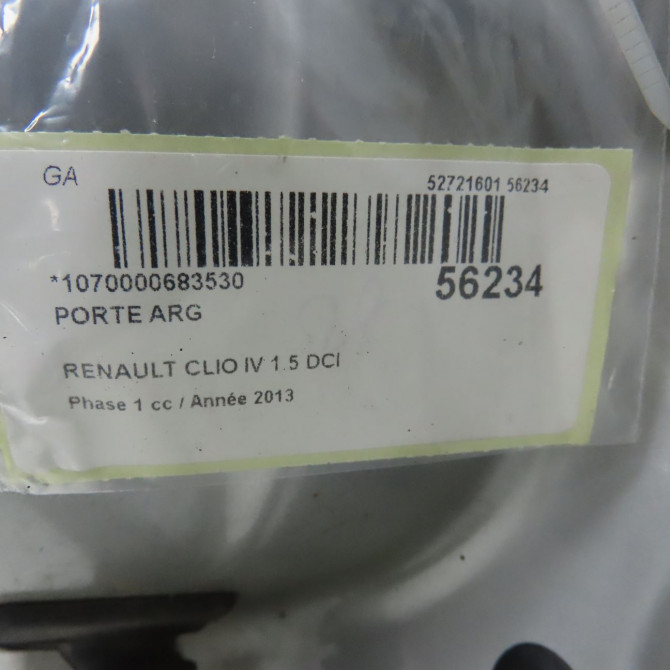 GA
52721601 56234
*1070000683530
56234
PORTE ARG
RENAULT CLIO IV 1.5 DCI
Phase 1 cc / Année 2013